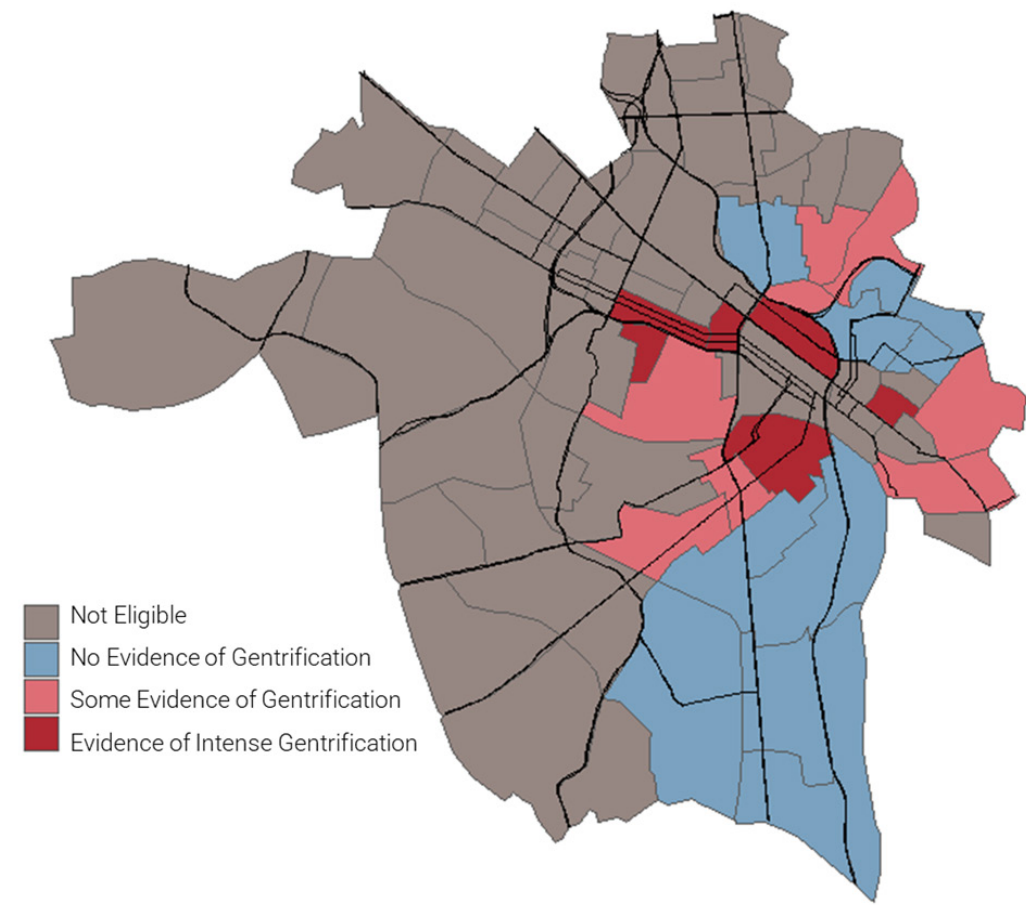 Not Eligible
No Evidence of Gentrification
Some Evidence of Gentrification
Evidence of Intense Gentrification